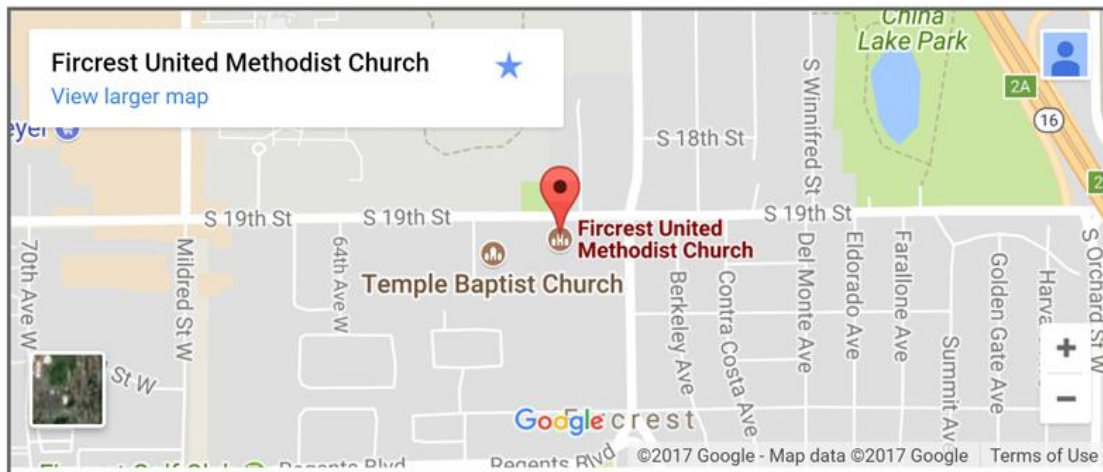 Fircrest United Methodist Church
View larger map
China
Lake Park
2A
16
S 18th St
S Winnifred St
S 19th St
S 19th St
S 19th St
Fircrest United
Methodist Church
Temple Baptist Church
70th Ave W
Mildred St W
64th Ave W
Berkeley Ave
Contra Costa Ave
Del Monte Ave
Eldorado Ave
Farallone Ave
Summit Ave
Golden Gate Ave
S Orchard St W
St W
+
−
Google
Regents Blvd
Regents Blvd
©2017 Google - Map data ©2017 Google
Terms of Use